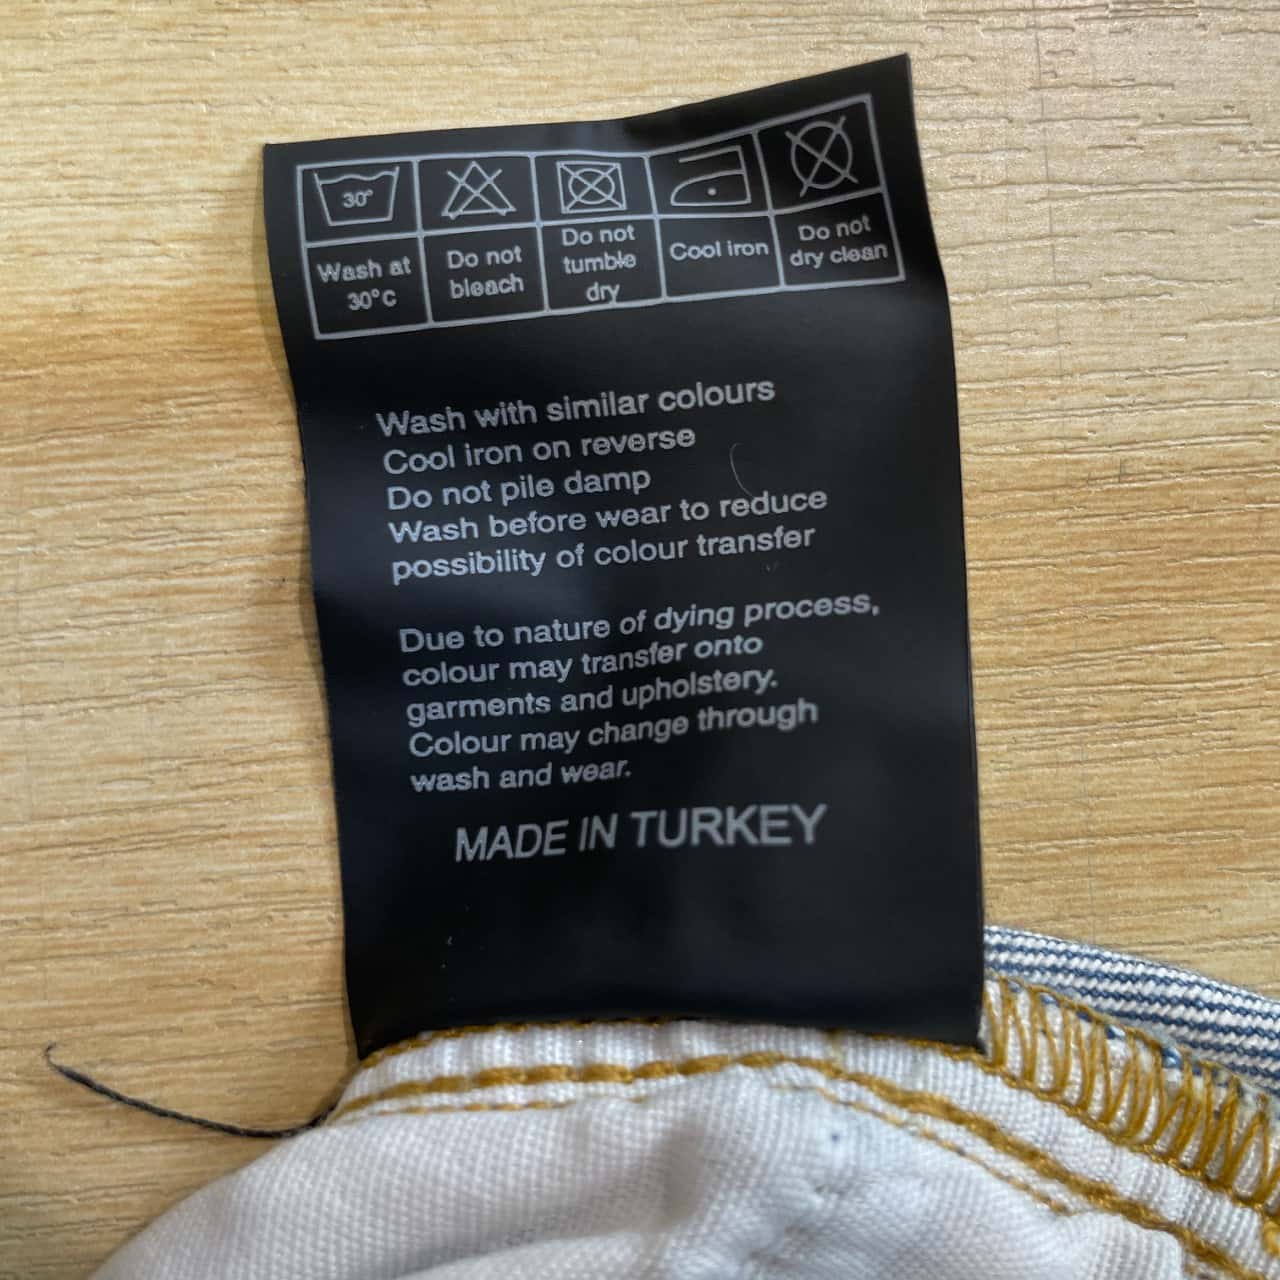 30°
Wash at
30°C
Do not
bleach
Do not
tumble
dry
Cool iron
Do not
dry clean
Wash with similar colours
Cool iron on reverse
Do not pile damp
Wash before wear to reduce
possibility of colour transfer
Due to nature of dying process,
colour may transfer onto
garments and upholstery.
Colour may change through
wash and wear.
MADE IN TURKEY